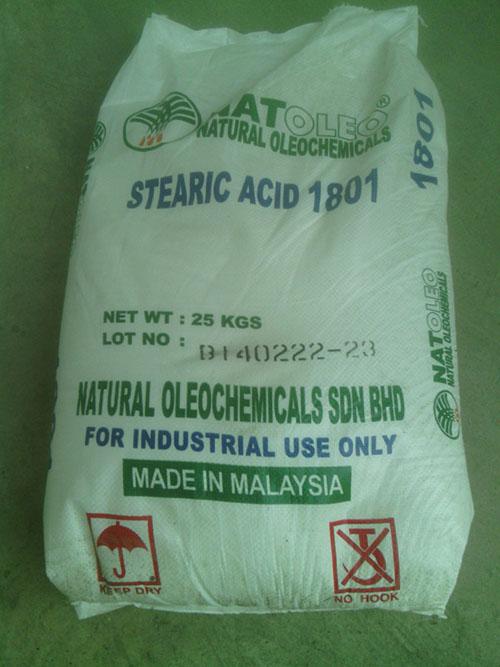 NATOLEO®
NATURAL OLEOCHEMICALS
STEARIC ACID 1801
1801
NATOLEO
NATURAL OLEOCHEMICALS
NET WT : 25 KGS
LOT NO : B140222-23
NATURAL OLEOCHEMICALS SDN BHD
FOR INDUSTRIAL USE ONLY
MADE IN MALAYSIA
KEEP DRY
NO HOOK